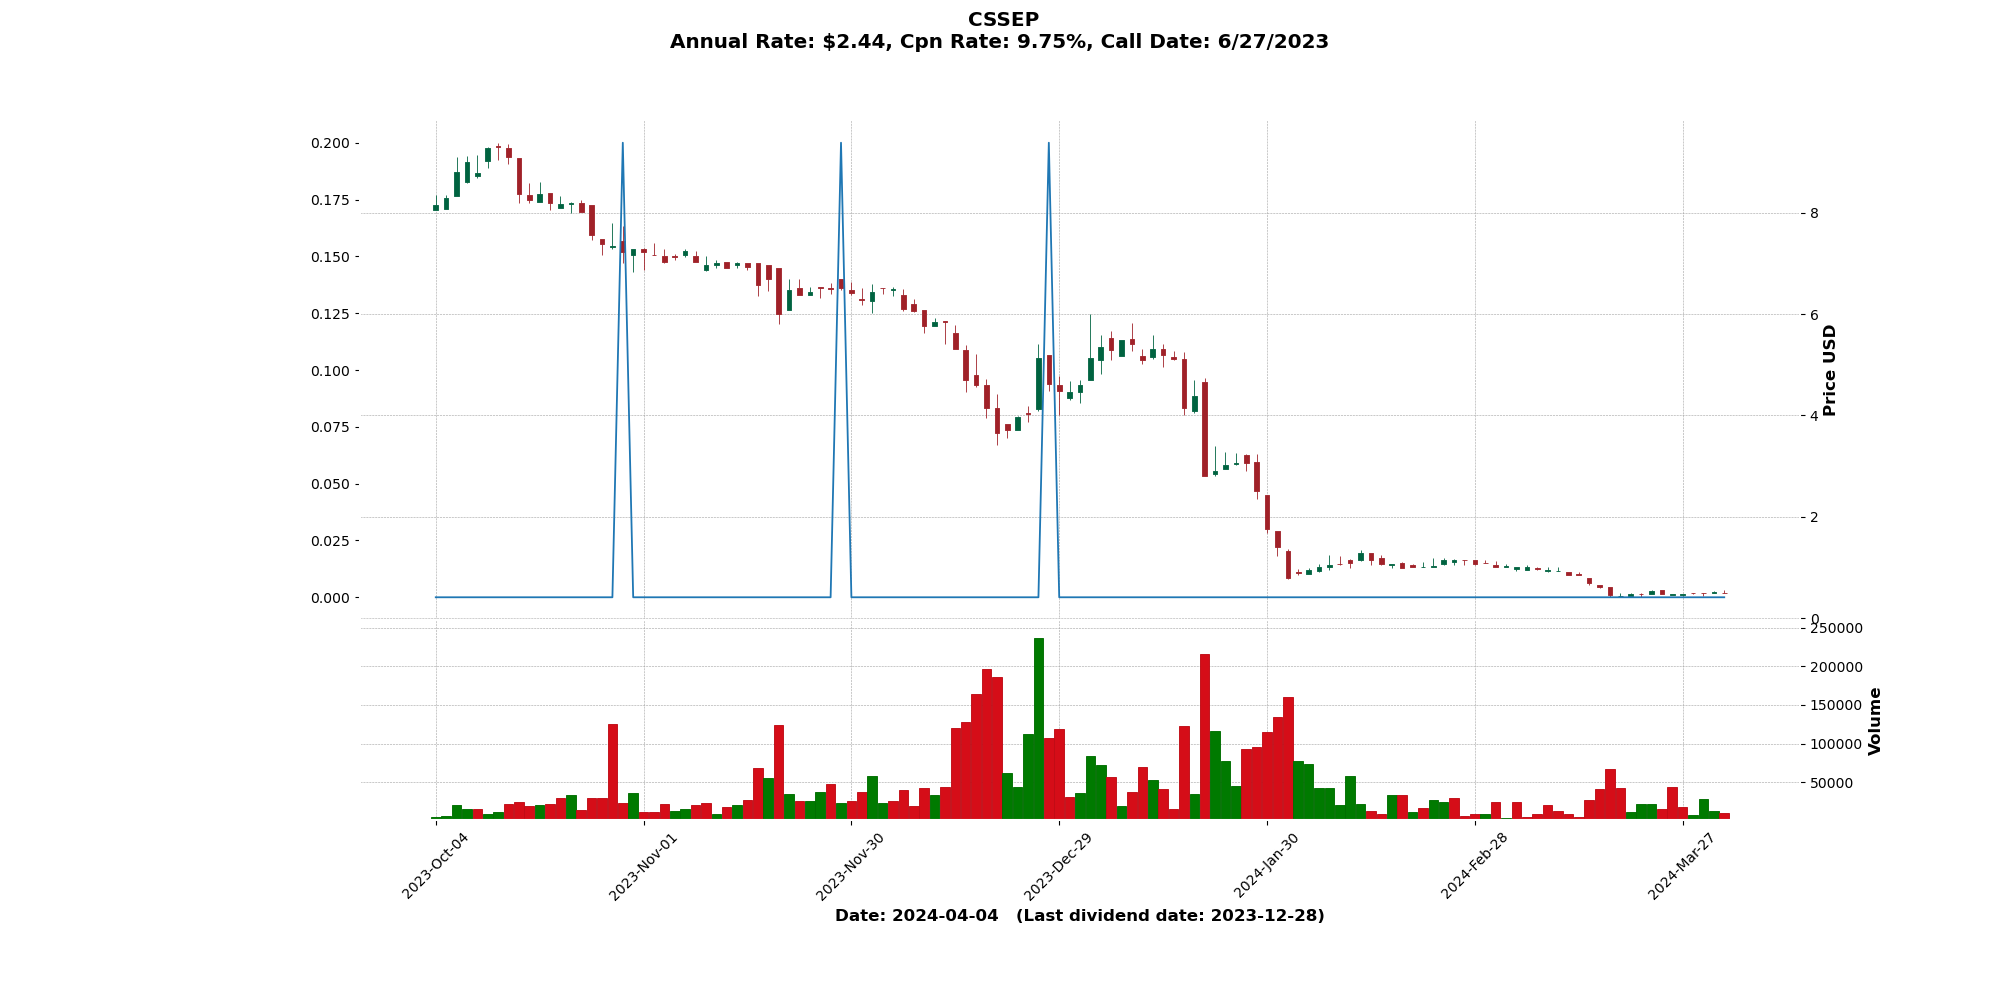 CSSEP
Annual Rate: $2.44, Cpn Rate: 9.75%, Call Date: 6/27/2023
0.200
0.175
0.150
0.125
0.100
0.075
0.050
0.025
0.000
8
6
4
2
0
Price USD
250000
200000
150000
100000
50000
Volume
2023-Oct-04
2023-Nov-01
2023-Nov-30
2023-Dec-29
2024-Jan-30
2024-Feb-28
2024-Mar-27
Date: 2024-04-04 (Last dividend date: 2023-12-28)